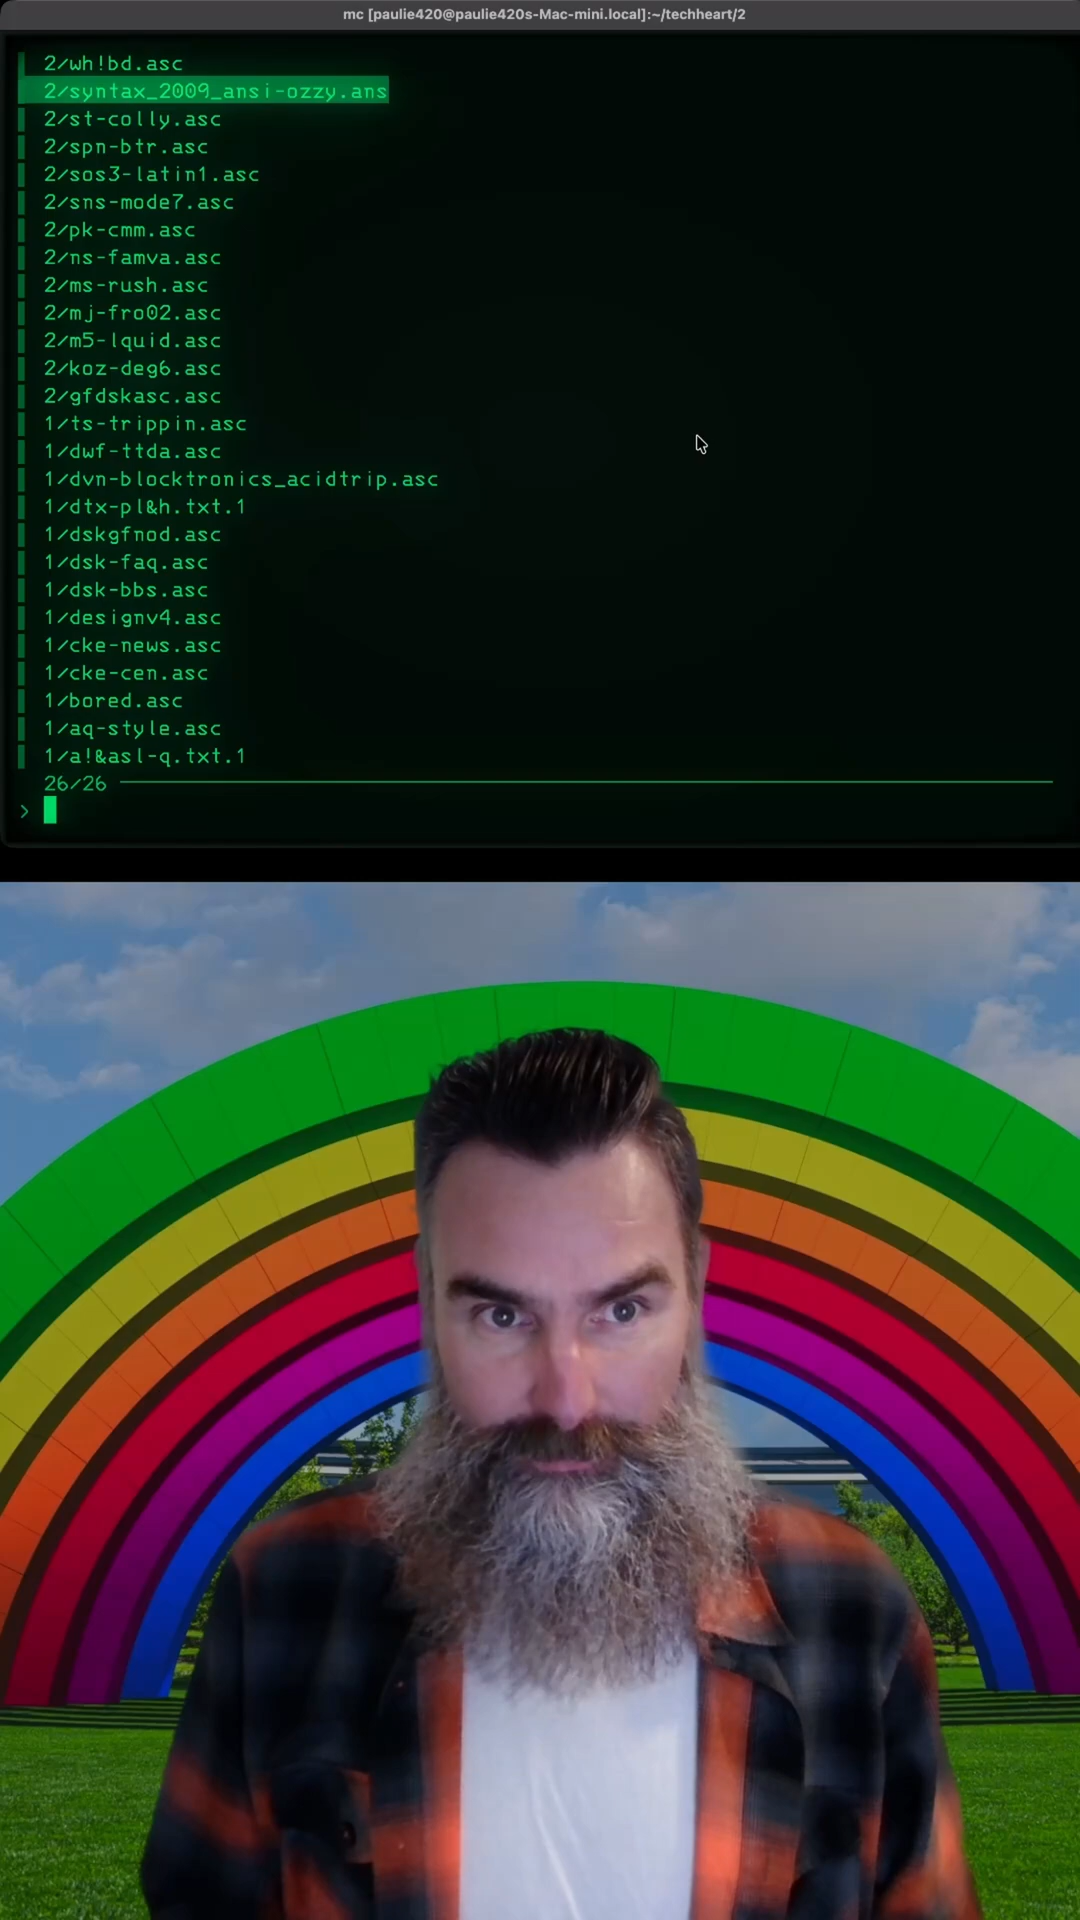 mc [paulie420@paulie420s-Mac-mini.local]:~/techheart/2
2/wh!bd.asc
2/syntax_2009_ansi-ozzy.ans
2/st-colly.asc
2/spn-btr.asc
2/sos3-latin1.asc
2/sns-mode7.asc
2/pk-cmm.asc
2/ns-famva.asc
2/ms-rush.asc
2/mj-fro02.asc
2/m5-lquid.asc
2/koz-deg6.asc
2/gfdskasc.asc
1/ts-trippin.asc
1/dwf-ttda.asc
1/dvn-blocktronics_acidtrip.asc
1/dtx-pl&h.txt.1
1/dskgfnod.asc
1/dsk-faq.asc
1/dsk-bbs.asc
1/designv4.asc
1/cke-news.asc
1/cke-cen.asc
1/bored.asc
1/aq-style.asc
1/a!&asl-q.txt.1
26/26
>